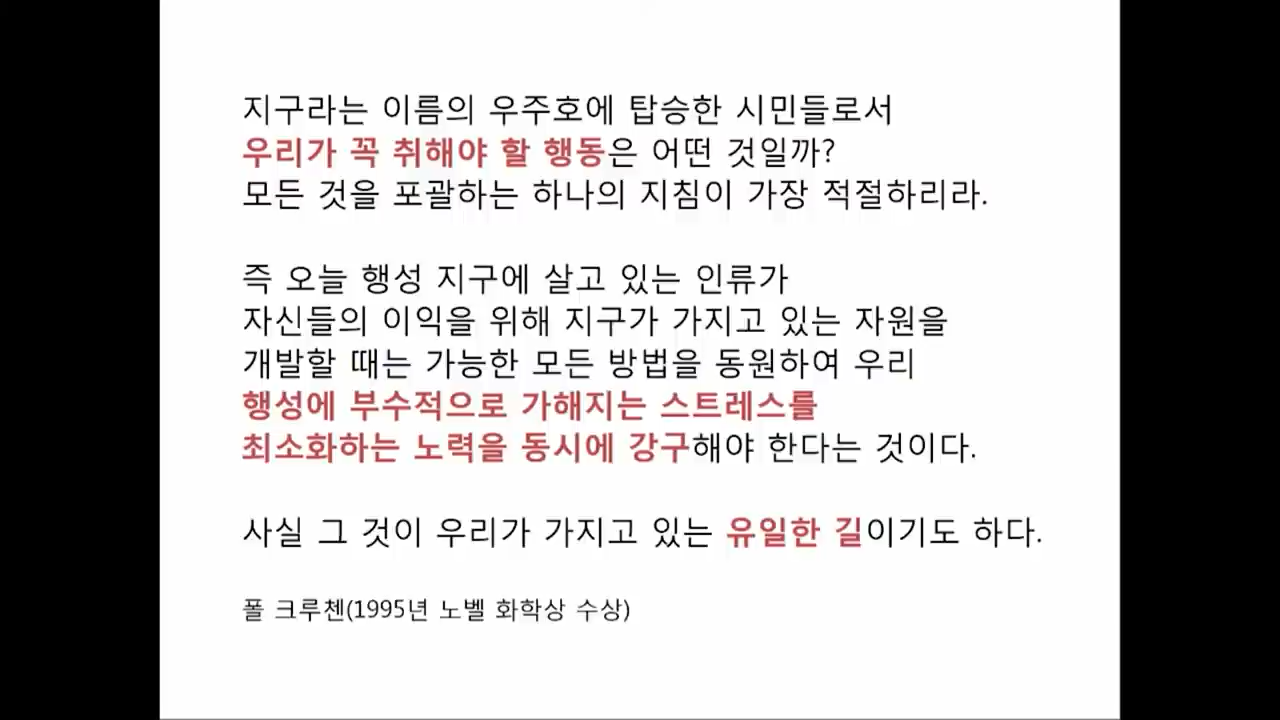 지구라는 이름의 우주호에 탑승한 시민들로서
우리가 꼭 취해야 할 행동은 어떤 것일까?
모든 것을 포괄하는 하나의 지침이 가장 적절하리라.
즉 오늘 행성 지구에 살고 있는 인류가
자신들의 이익을 위해 지구가 가지고 있는 자원을
개발할 때는 가능한 모든 방법을 동원하여 우리
행성에 부수적으로 가해지는 스트레스를
최소화하는 노력을 동시에 강구해야 한다는 것이다.
사실 그 것이 우리가 가지고 있는 유일한 길이기도 하다.
폴 크루첸(1995년 노벨 화학상 수상)